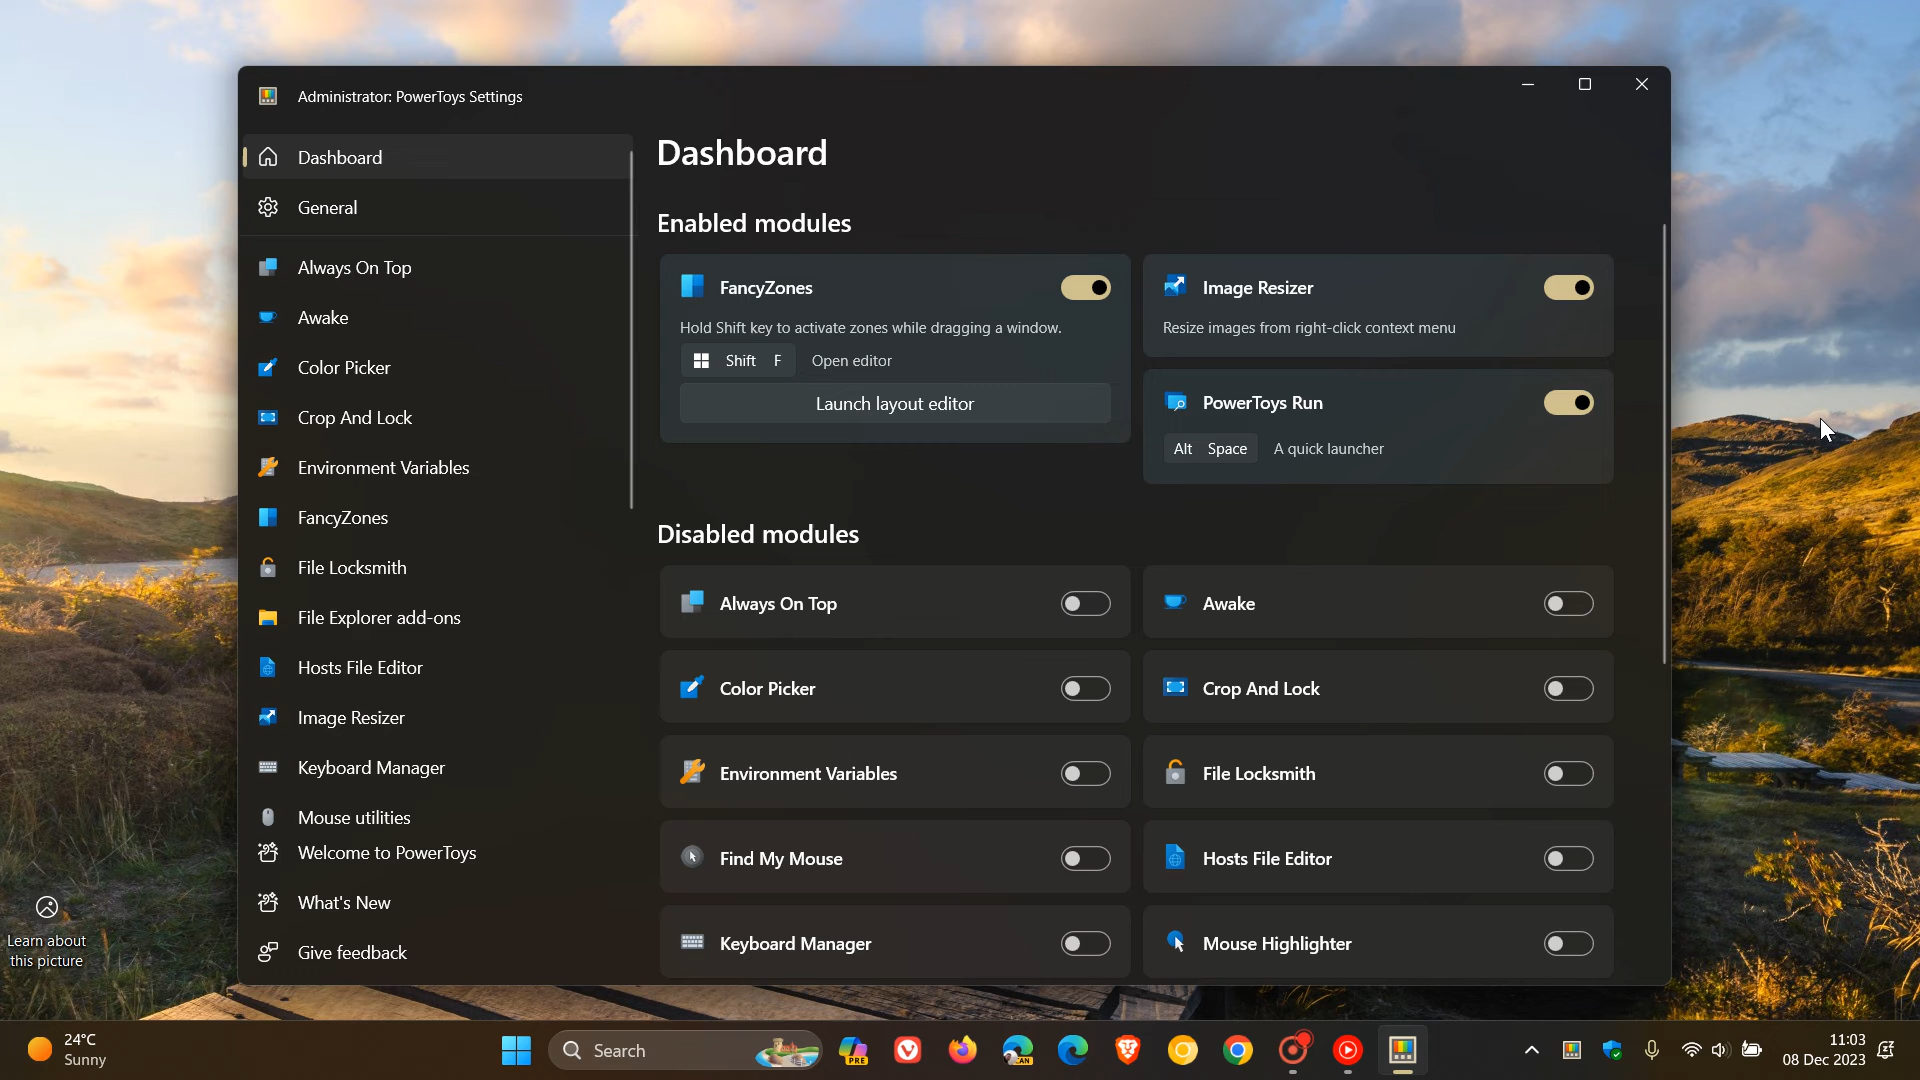 Administrator: PowerToys Settings
Dashboard
General
Always On Top
Awake
Color Picker
Crop And Lock
Environment Variables
FancyZones
File Locksmith
File Explorer add-ons
Hosts File Editor
Image Resizer
Keyboard Manager
Mouse utilities
Welcome to PowerToys
What's New
Give feedback
Dashboard
Enabled modules
FancyZones
Hold Shift key to activate zones while dragging a window.
Shift F Open editor
Launch layout editor
Image Resizer
Resize images from right-click context menu
PowerToys Run
Alt Space A quick launcher
Disabled modules
Always On Top
Awake
Color Picker
Crop And Lock
Environment Variables
File Locksmith
Find My Mouse
Hosts File Editor
Keyboard Manager
Mouse Highlighter
Learn about
this picture
24°C
Sunny
Search
PRE
CAN
11:03
08 Dec 2023